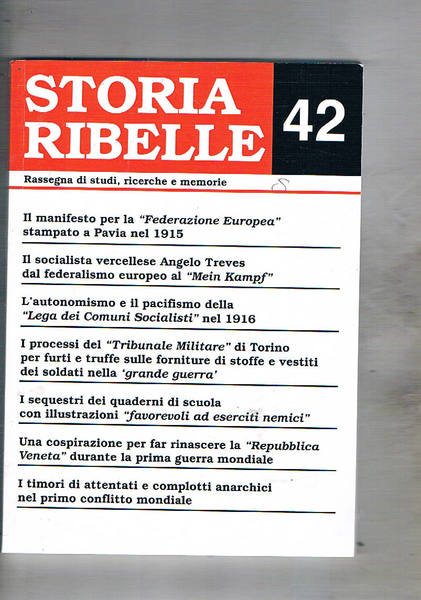 STORIA
RIBELLE
42
Rassegna di studi, ricerche e memorie
Il manifesto per la “Federazione Europea”
stampato a Pavia nel 1915
Il socialista vercellese Angelo Treves
dal federalismo europeo al “Mein Kampf”
L'autonomismo e il pacifismo della
“Lega dei Comuni Socialisti” nel 1916
I processi del “Tribunale Militare” di Torino
per furti e truffe sulle forniture di stoffe e vestiti
dei soldati nella ‘grande guerra’
I sequestri dei quaderni di scuola
con illustrazioni “favorevoli ad eserciti nemici”
Una cospirazione per far rinascere la “Repubblica
Veneta” durante la prima guerra mondiale
I timori di attentati e complotti anarchici
nel primo conflitto mondiale